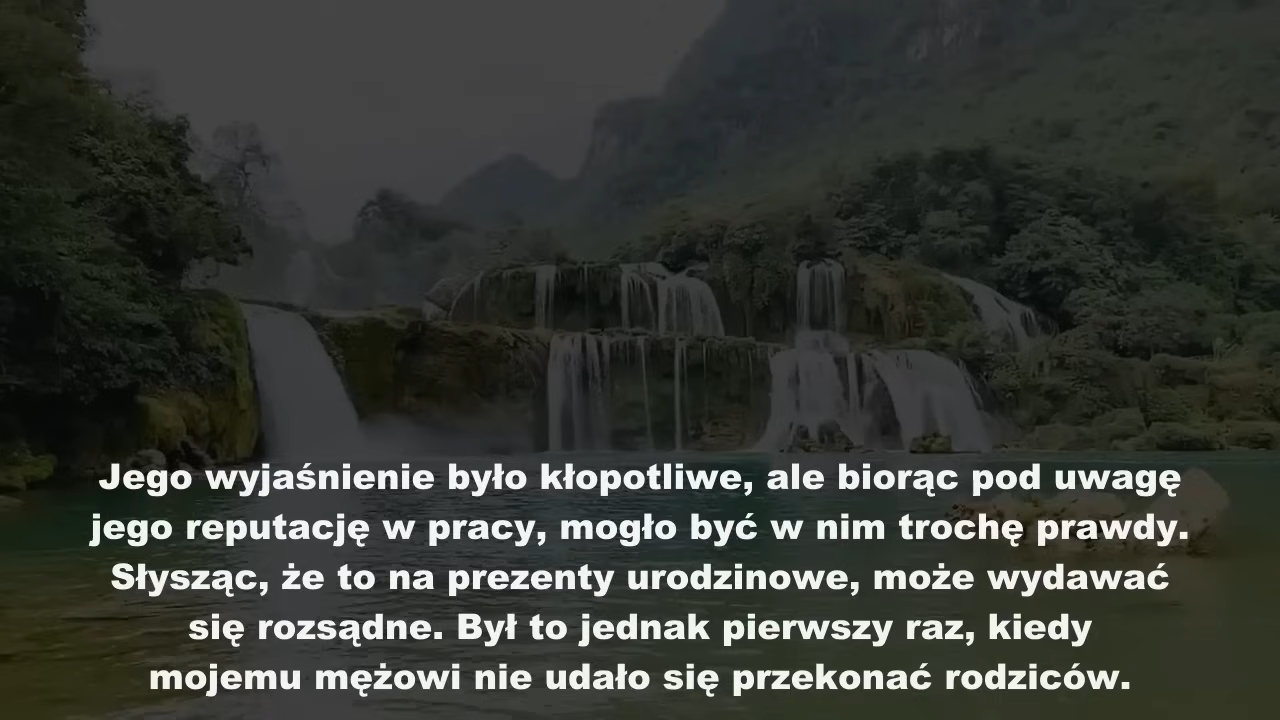 Jego wyjaśnienie było kłopotliwe, ale biorąc pod uwagę
jego reputację w pracy, mogło być w nim trochę prawdy.
Słysząc, że to na prezenty urodzinowe, może wydawać
się rozsądne. Był to jednak pierwszy raz, kiedy
mojemu mężowi nie udało się przekonać rodziców.